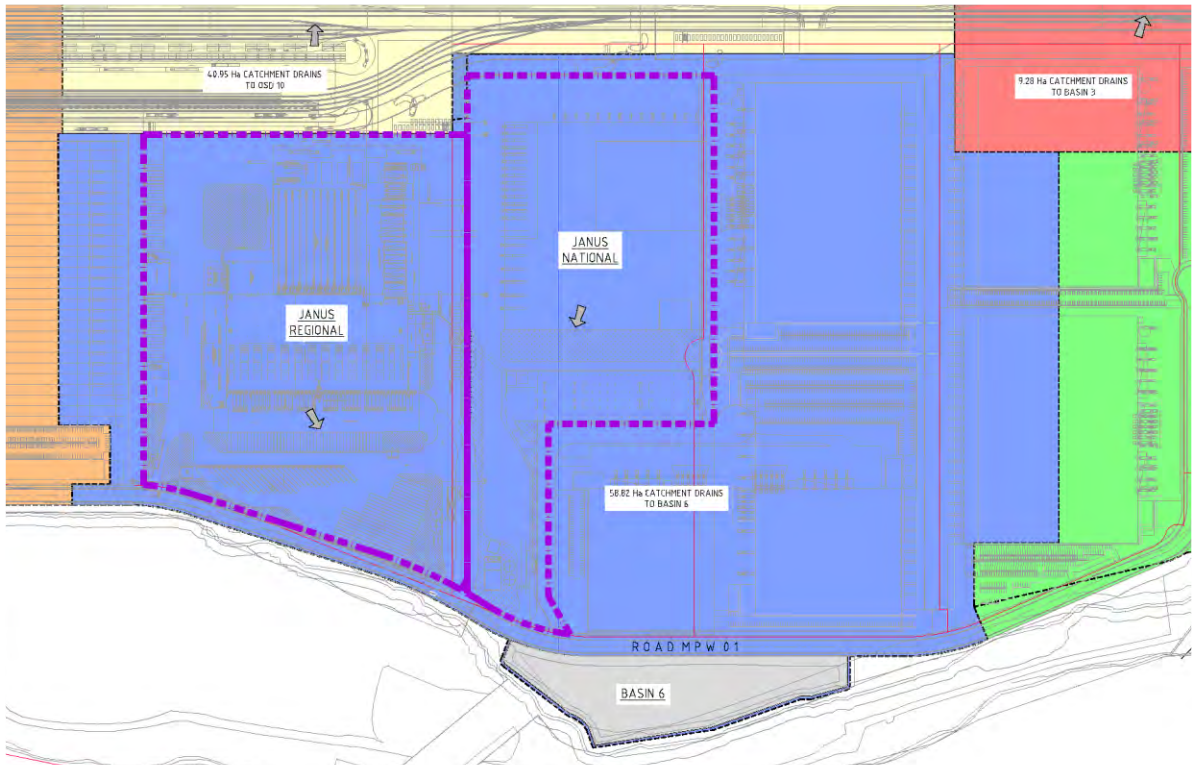 40.95 Ha CATCHMENT DRAINS
TO OSD 10
9.28 Ha CATCHMENT DRAINS
TO BASIN 3
JANUS
NATIONAL
JANUS
REGIONAL
58.82 Ha CATCHMENT DRAINS
TO BASIN 6
ROAD MPW 01
BASIN 6